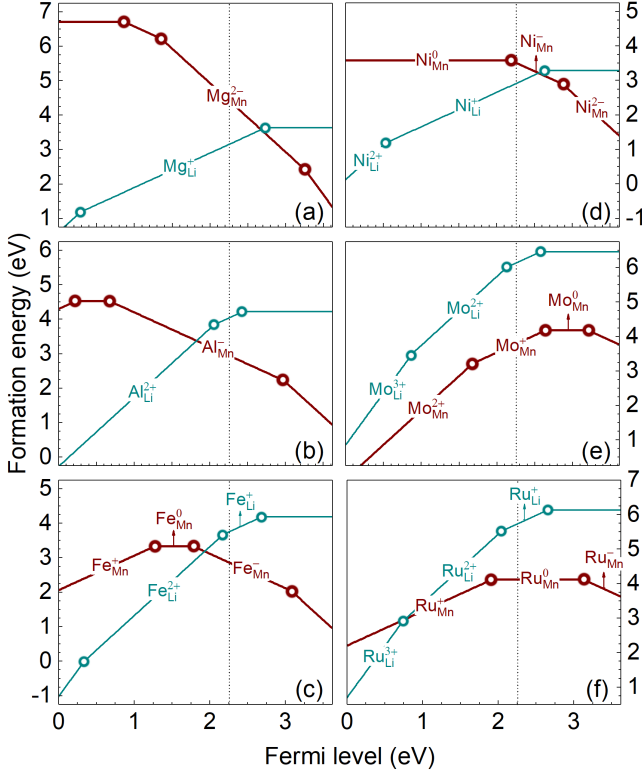 Formation energy (eV)
7
6
5
4
3
2
1
Mg²⁻Mn
Mg⁺Li
(a)
5
4
3
2
1
0
-1
Ni⁰Mn
Ni⁻Mn
Ni⁺Li
Ni²⁻Mn
Ni²⁺Li
(d)
6
5
4
3
2
1
0
Al⁻Mn
Al²⁺Li
(b)
6
5
4
3
2
1
Mo⁰Mn
Mo²⁺Li
Mo⁺Mn
Mo³⁺Li
Mo²⁺Mn
(e)
5
4
3
2
1
0
-1
Fe⁺Li
Fe⁰Mn
Fe⁺Mn
Fe⁻Mn
Fe²⁺Li
(c)
0 1 2 3
6
5
4
3
2
1
Ru⁺Li
Ru⁻Mn
Ru²⁺Li
Ru⁰Mn
Ru⁺Mn
Ru³⁺Li
(f)
0 1 2 3
Fermi level (eV)